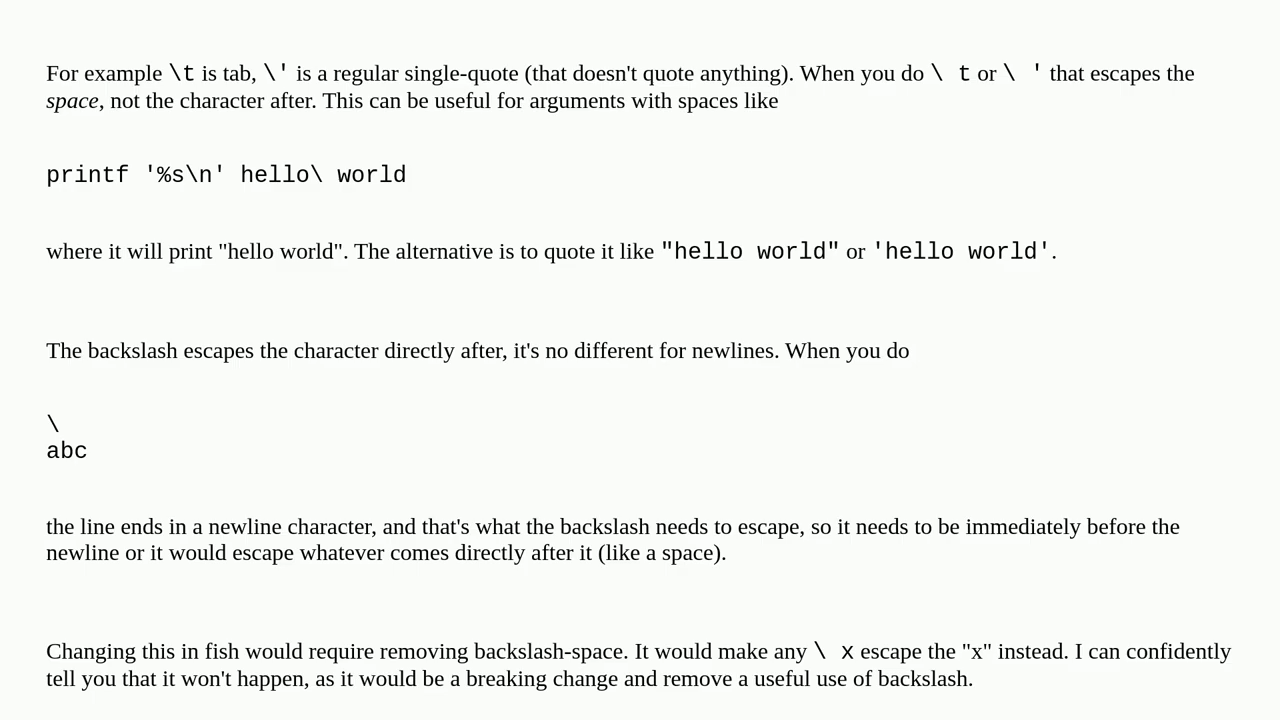 For example \t is tab, \' is a regular single-quote (that doesn't quote anything). When you do \ t or \ ' that escapes the
space, not the character after. This can be useful for arguments with spaces like
printf '%s\n' hello\ world
where it will print "hello world". The alternative is to quote it like "hello world" or 'hello world'.
The backslash escapes the character directly after, it's no different for newlines. When you do
\
abc
the line ends in a newline character, and that's what the backslash needs to escape, so it needs to be immediately before the
newline or it would escape whatever comes directly after it (like a space).
Changing this in fish would require removing backslash-space. It would make any \ x escape the "x" instead. I can confidently
tell you that it won't happen, as it would be a breaking change and remove a useful use of backslash.